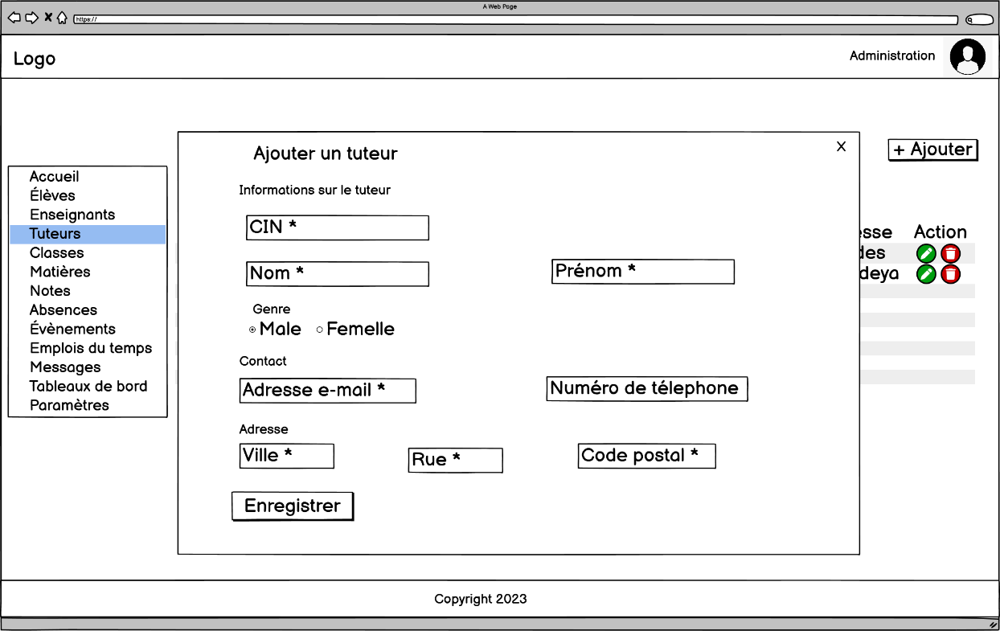 A Web Page
https://
Logo
Administration
Ajouter un tuteur
X
+ Ajouter
Accueil
Élèves
Enseignants
Tuteurs
Classes
Matières
Notes
Absences
Évènements
Emplois du temps
Messages
Tableaux de bord
Paramètres
Informations sur le tuteur
CIN *
Nom *
Prénom *
Genre
Male Femelle
Contact
Adresse e-mail *
Numéro de télephone
Adresse
Ville *
Rue *
Code postal *
Enregistrer
esse Action
des
deya
Copyright 2023